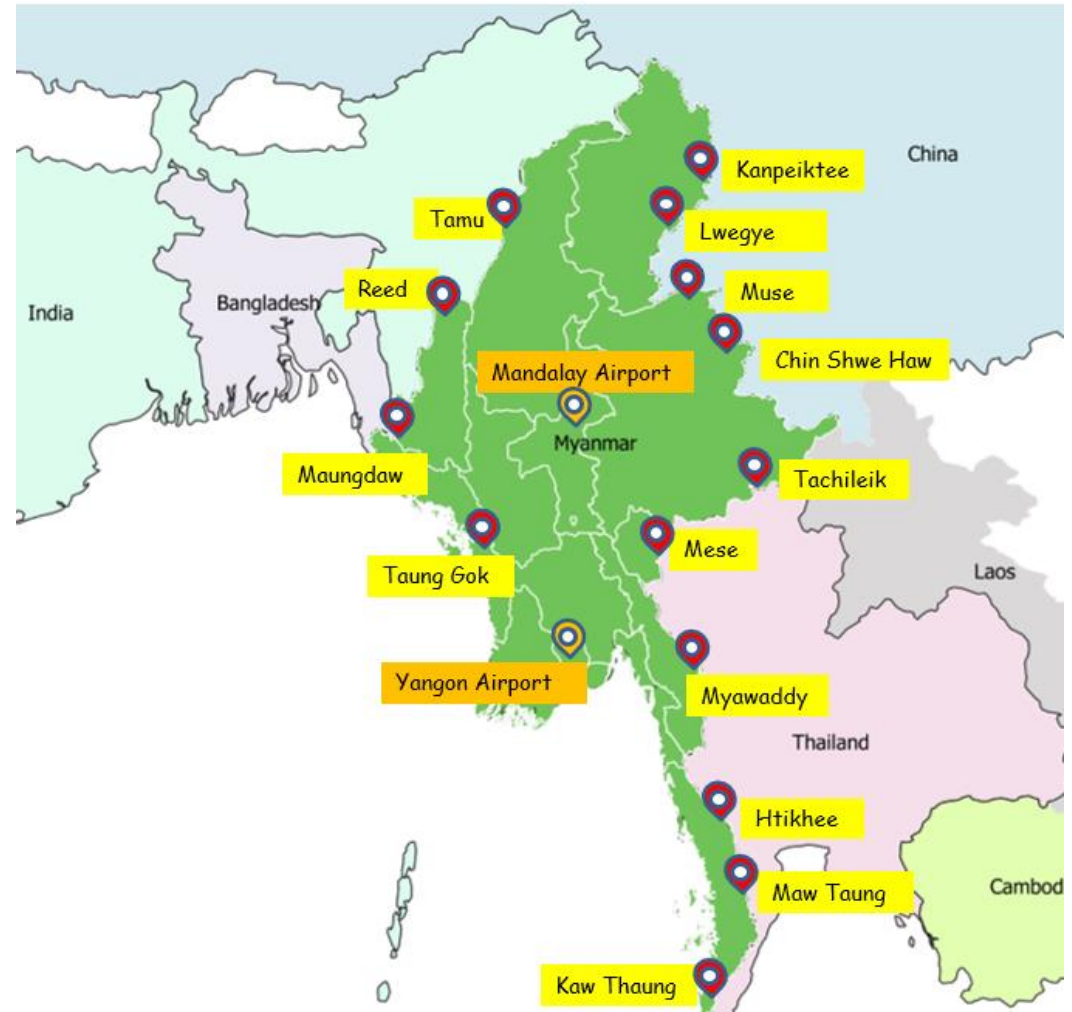 China
Kanpeiktee
Tamu
Lwegye
Reed
Muse
Bangladesh
India
Chin Shwe Haw
Mandalay Airport
Myanmar
Maungdaw
Tachileik
Mese
Taung Gok
Laos
Yangon Airport
Myawaddy
Thailand
Htikhee
Maw Taung
Cambod
Kaw Thaung